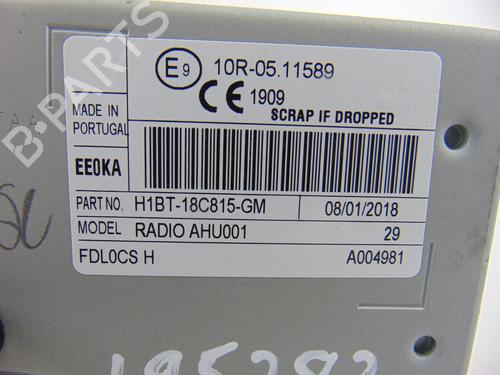 E9 10R-05.11589
CE 1909
SCRAP IF DROPPED
MADE IN
PORTUGAL
EE0KA
PART NO. H1BT-18C815-GM 08/01/2018
MODEL RADIO AHU001 29
FDL0CS H A004981
B-Parts